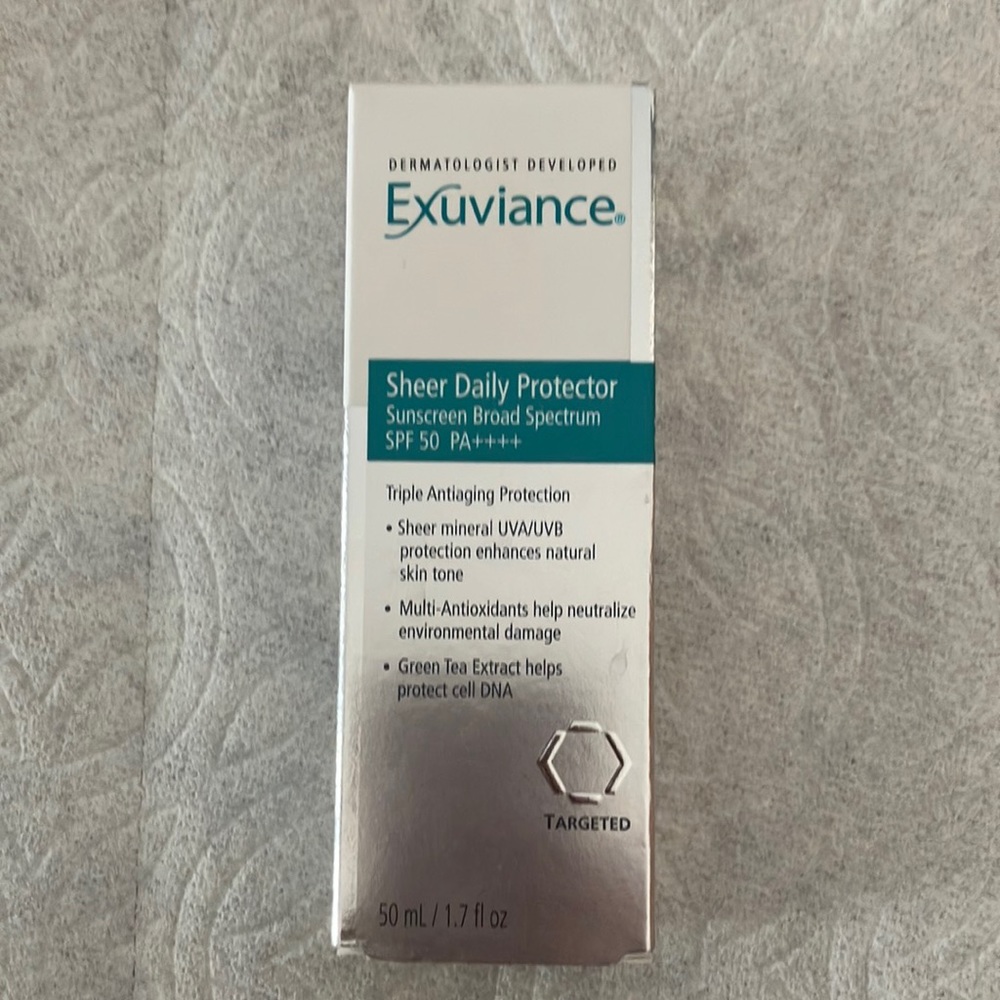 DERMATOLOGIST DEVELOPED
Exuviance®
Sheer Daily Protector
Sunscreen Broad Spectrum
SPF 50 PA++++
Triple Antiaging Protection
• Sheer mineral UVA/UVB
protection enhances natural
skin tone
• Multi-Antioxidants help neutralize
environmental damage
• Green Tea Extract helps
protect cell DNA
TARGETED
50 mL / 1.7 fl oz